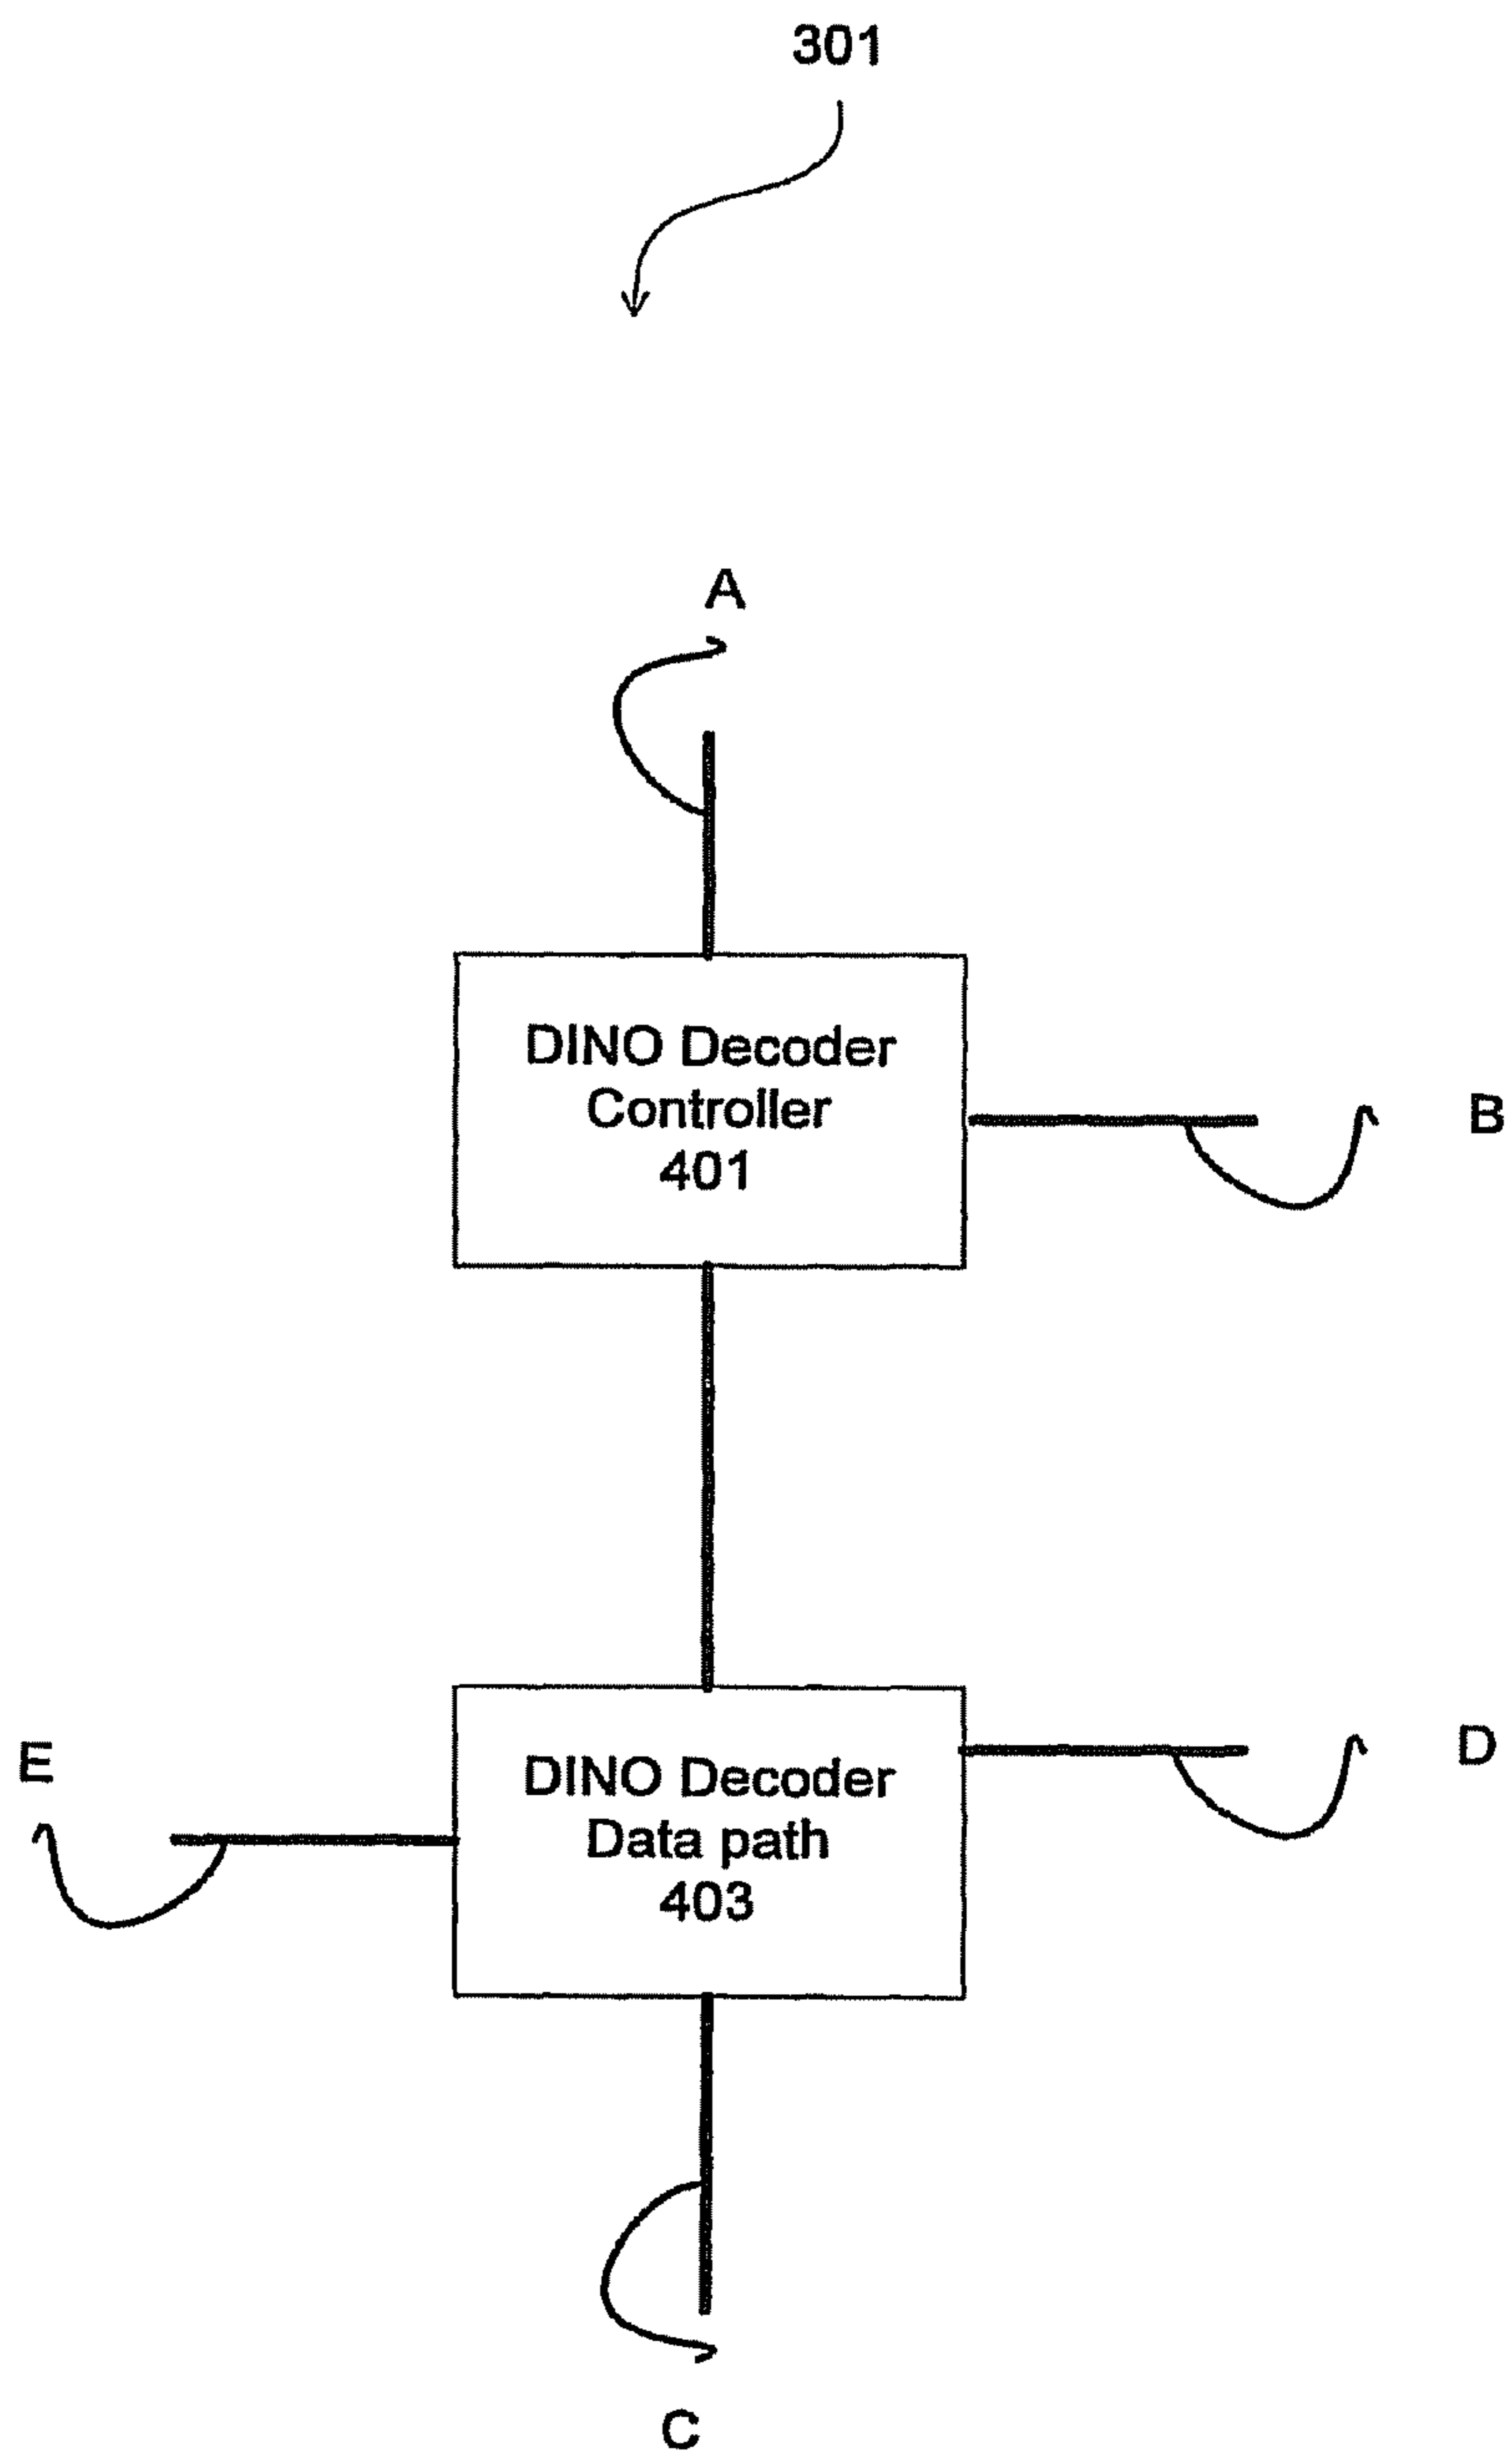 301
A
DINO Decoder
Controller
401
B
E
DINO Decoder
Data path
403
D
C